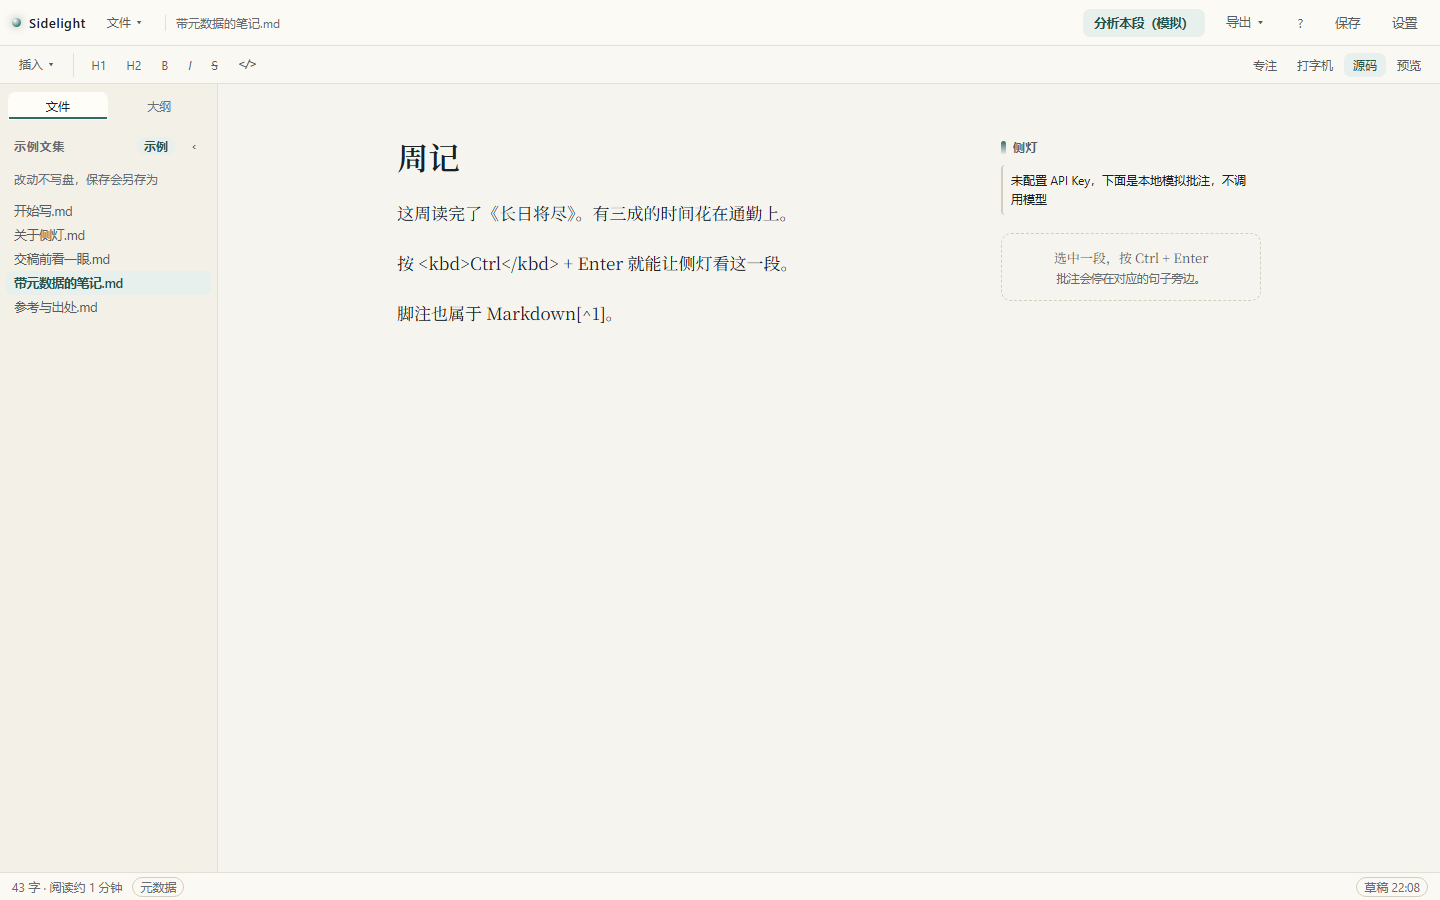 Sidelight
文件
带元数据的笔记.md
分析本段（模拟）
导出
?
保存
设置
插入
H1
H2
B
I
S
</>
专注
打字机
源码
预览
文件
大纲
示例文集
示例
改动不写盘，保存会另存为
开始写.md
关于侧灯.md
交稿前看一眼.md
带元数据的笔记.md
参考与出处.md
周记
这周读完了《长日将尽》。有三成的时间花在通勤上。
按 <kbd>Ctrl</kbd> + Enter 就能让侧灯看这一段。
脚注也属于 Markdown[^1]。
侧灯
未配置 API Key，下面是本地模拟批注，不调
用模型
选中一段，按 Ctrl + Enter
批注会停在对应的句子旁边。
43 字 · 阅读约 1 分钟
元数据
草稿 22:08